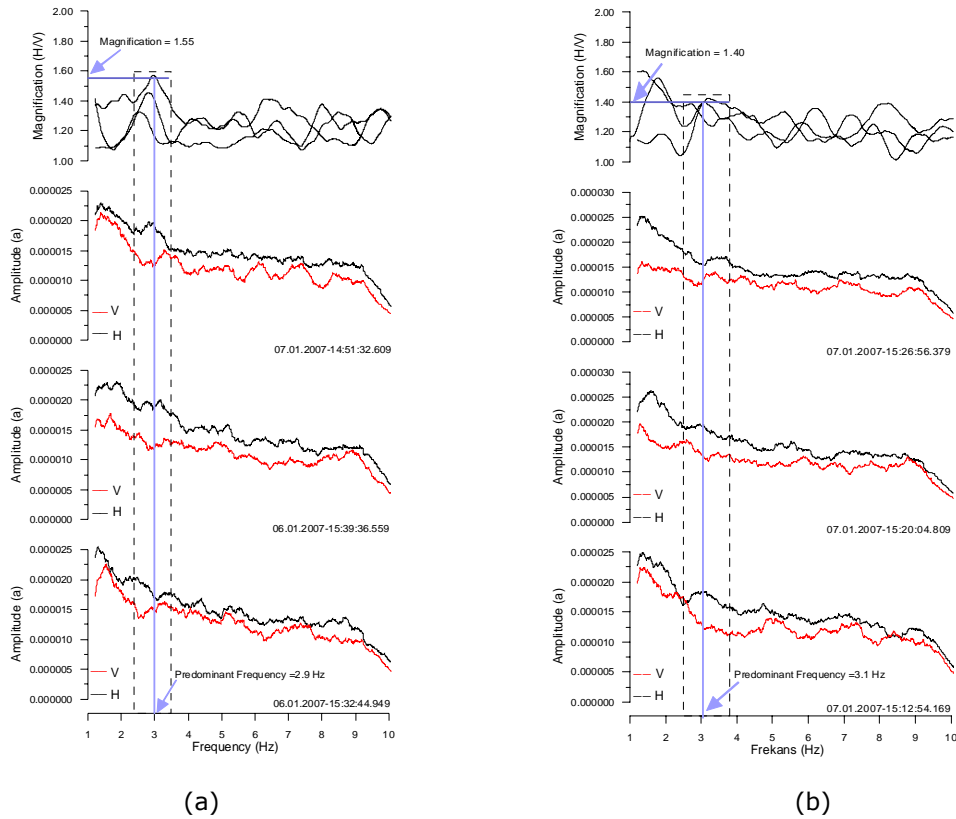 2.00
1.80
1.60
1.40
1.20
1.00
Magnification (H/V)
Magnification = 1.55
0.000025
0.000020
0.000015
0.000010
0.000005
0.000000
Amplitude (a)
V
H
07.01.2007-14:51:32.609
0.000025
0.000020
0.000015
0.000010
0.000005
0.000000
Amplitude (a)
V
H
06.01.2007-15:39:36.559
0.000025
0.000020
0.000015
0.000010
0.000005
0.000000
Amplitude (a)
V
H
Predominant Frequency =2.9 Hz
06.01.2007-15:32:44.949
1 2 3 4 5 6 7 8 9 10
Frequency (Hz)
(a)
2.00
1.80
1.60
1.40
1.20
1.00
Magnification (H/V)
Magnification = 1.40
0.000030
0.000025
0.000020
0.000015
0.000010
0.000005
0.000000
Amplitude (a)
V
H
07.01.2007-15:26:56.379
0.000030
0.000025
0.000020
0.000015
0.000010
0.000005
0.000000
Amplitude (a)
V
H
07.01.2007-15:20:04.809
0.000025
0.000020
0.000015
0.000010
0.000005
0.000000
Amplitude (a)
V
H
Predominant Frequency =3.1 Hz
07.01.2007-15:12:54.169
1 2 3 4 5 6 7 8 9 10
Frekans (Hz)
(b)